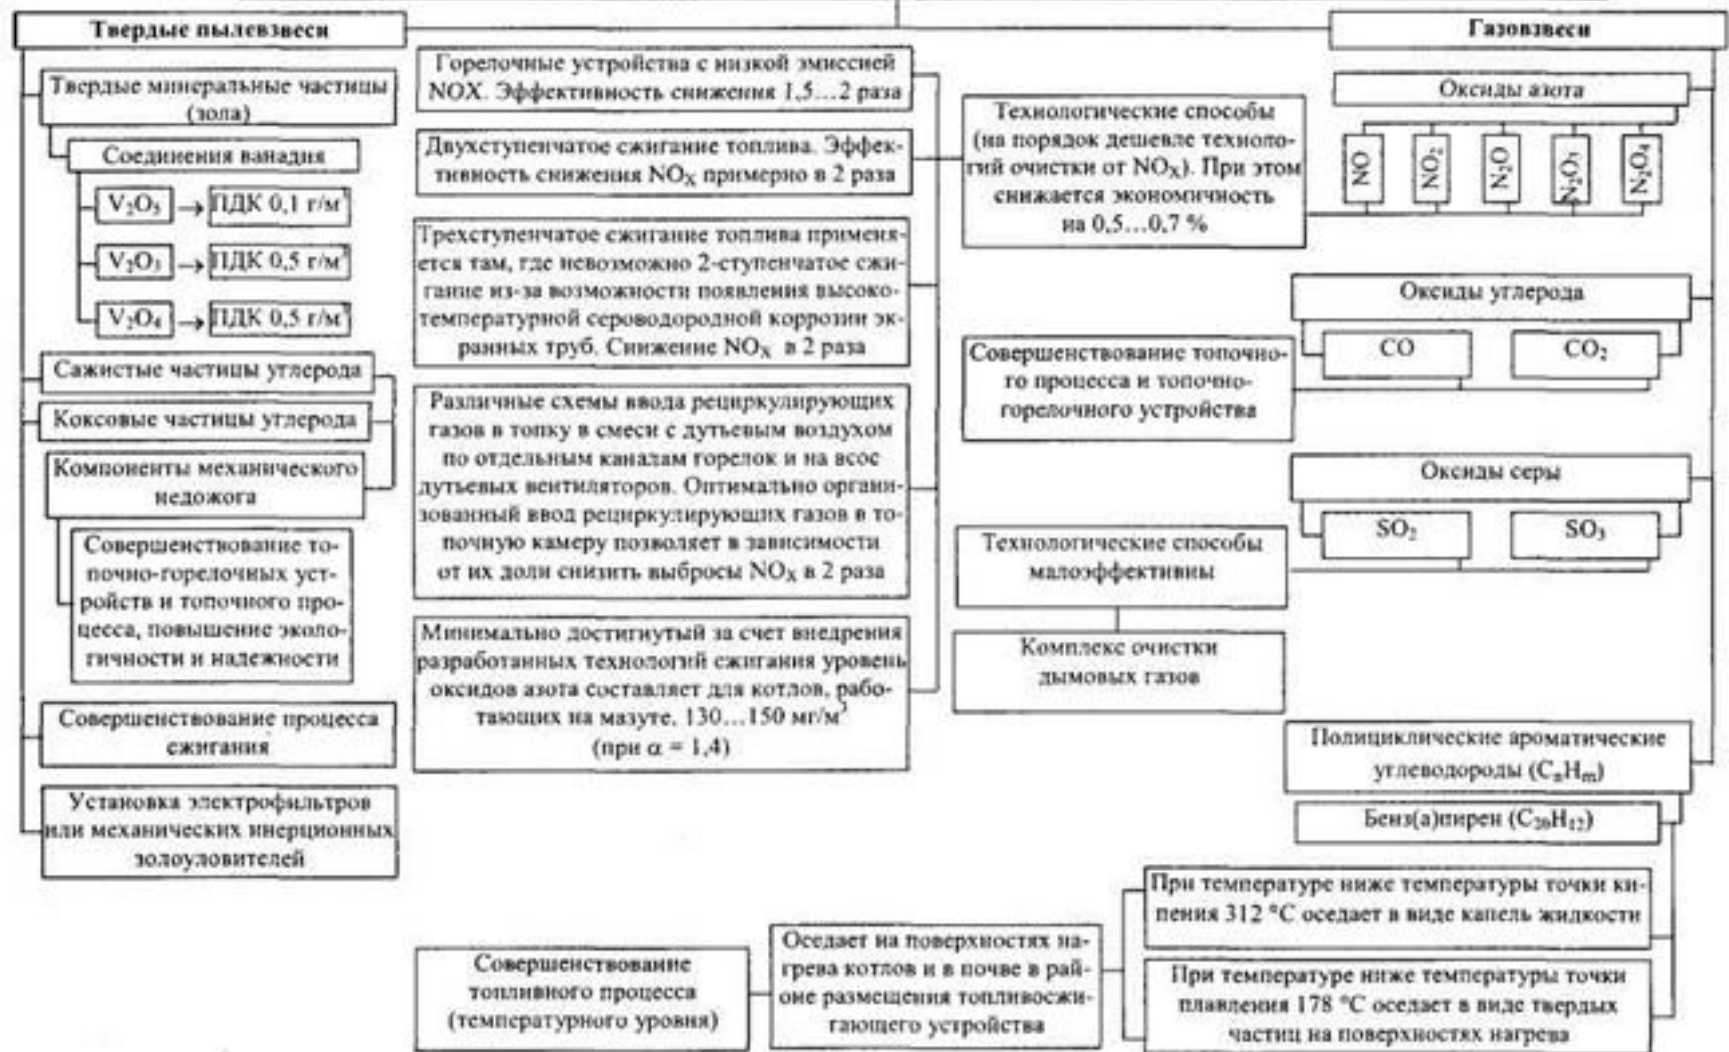 Твердые пылевзвеси
Твердые минеральные частицы
(зола)
Соединения ванадия
V₂O₅ → ПДК 0,1 г/м³
V₂O₃ → ПДК 0,5 г/м³
V₂O₄ → ПДК 0,5 г/м³
Сажистые частицы углерода
Коксовые частицы углерода
Компоненты механического
недожога
Совершенствование то-
почно-горелочных уст-
ройств и топочного про-
цесса, повышение эколо-
гичности и надежности
Совершенствование процесса
сжигания
Установка электрофильтров
или механических инерционных
золоуловителей
Горелочные устройства с низкой эмиссией
NOX. Эффективность снижения 1,5...2 раза
Двухступенчатое сжигание топлива. Эффек-
тивность снижения NOX примерно в 2 раза
Трехступенчатое сжигание топлива применя-
ется там, где невозможно 2-ступенчатое сжи-
гание из-за возможности появления высоко-
температурной сероводородной коррозии эк-
ранных труб. Снижение NOX в 2 раза
Различные схемы ввода рециркулирующих
газов в топку в смеси с дутьевым воздухом
по отдельным каналам горелок и на всос
дутьевых вентиляторов. Оптимально органи-
зованный ввод рециркулирующих газов в то-
почную камеру позволяет в зависимости
от их доли снизить выбросы NOX в 2 раза
Минимально достигнутый за счет внедрения
разработанных технологий сжигания уровень
оксидов азота составляет для котлов, рабо-
тающих на мазуте, 130...150 мг/м³
(при α = 1,4)
Технологические способы
(на порядок дешевле техноло-
гий очистки от NOX). При этом
снижается экономичность
на 0,5...0,7 %
Совершенствование топочно-
го процесса и топочно-
горелочного устройства
Технологические способы
малоэффективны
Комплекс очистки
дымовых газов
Газовзвеси
Оксиды азота
NO
NO₂
N₂O
N₂O₃
N₂O₄
Оксиды углерода
CO
CO₂
Оксиды серы
SO₂
SO₃
Полициклические ароматические
углеводороды (CnHm)
Бенз(а)пирен (C₂₀H₁₂)
При температуре ниже температуры точки ки-
пения 312 °C оседает в виде капель жидкости
При температуре ниже температуры точки
плавления 178 °C оседает в виде твердых
частиц на поверхностях нагрева
Оседает на поверхностях на-
грева котлов и в почве в рай-
оне размещения топливосжи-
гающего устройства
Совершенствование
топливного процесса
(температурного уровня)